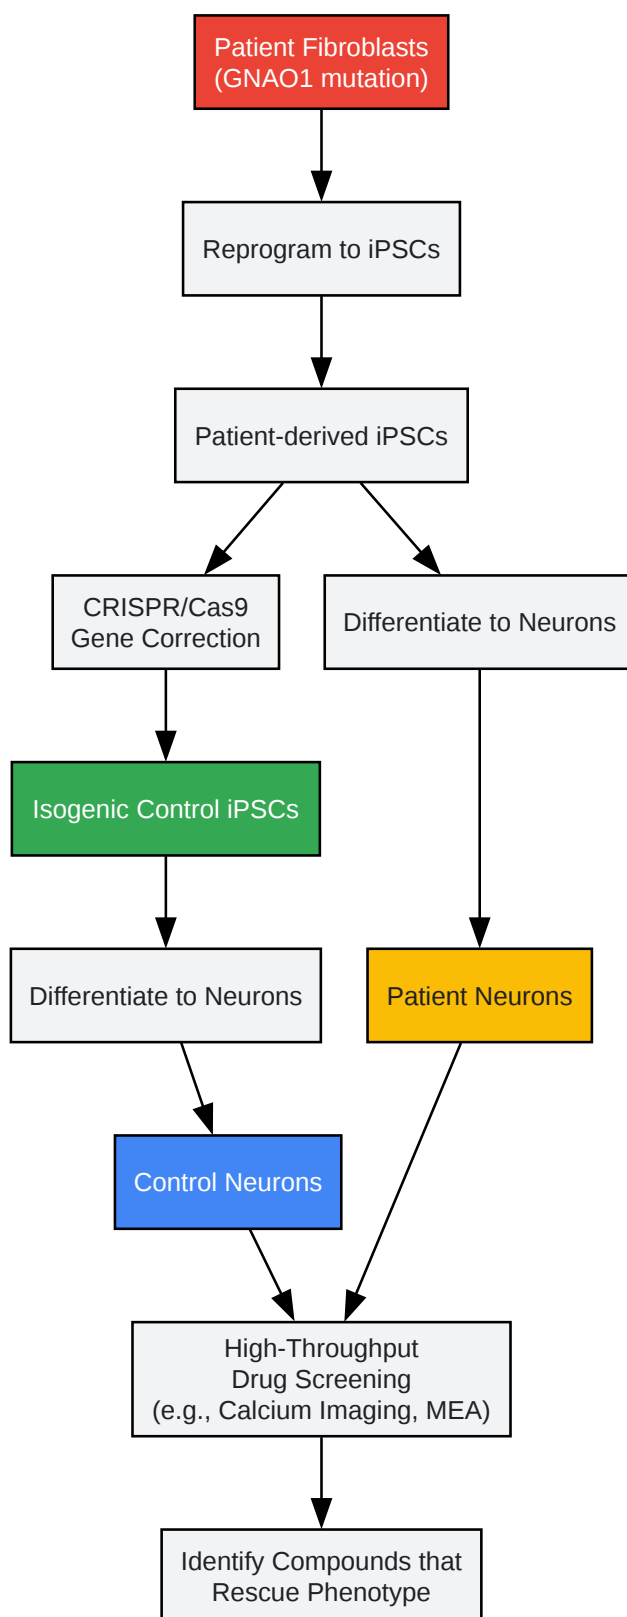 Patient Fibroblasts
(GNAO1 mutation)
Reprogram to iPSCs
Patient-derived iPSCs
CRISPR/Cas9
Gene Correction
Differentiate to Neurons
Isogenic Control iPSCs
Differentiate to Neurons
Patient Neurons
Control Neurons
High-Throughput
Drug Screening
(e.g., Calcium Imaging, MEA)
Identify Compounds that
Rescue Phenotype